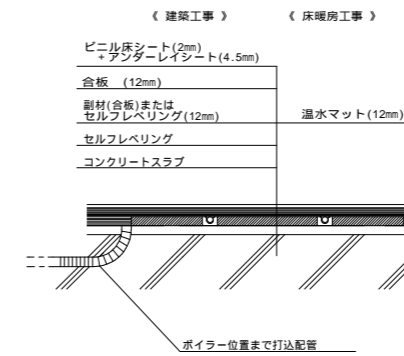 《 建築工事 》
《 床暖房工事 》
ビニル床シート(2㎜)
+アンダーレイシート(4.5㎜)
合板 (12㎜)
副材(合板)または
セルフレベリング(12㎜)
温水マット(12㎜)
セルフレベリング
コンクリートスラブ
ボイラー位置まで打込配管